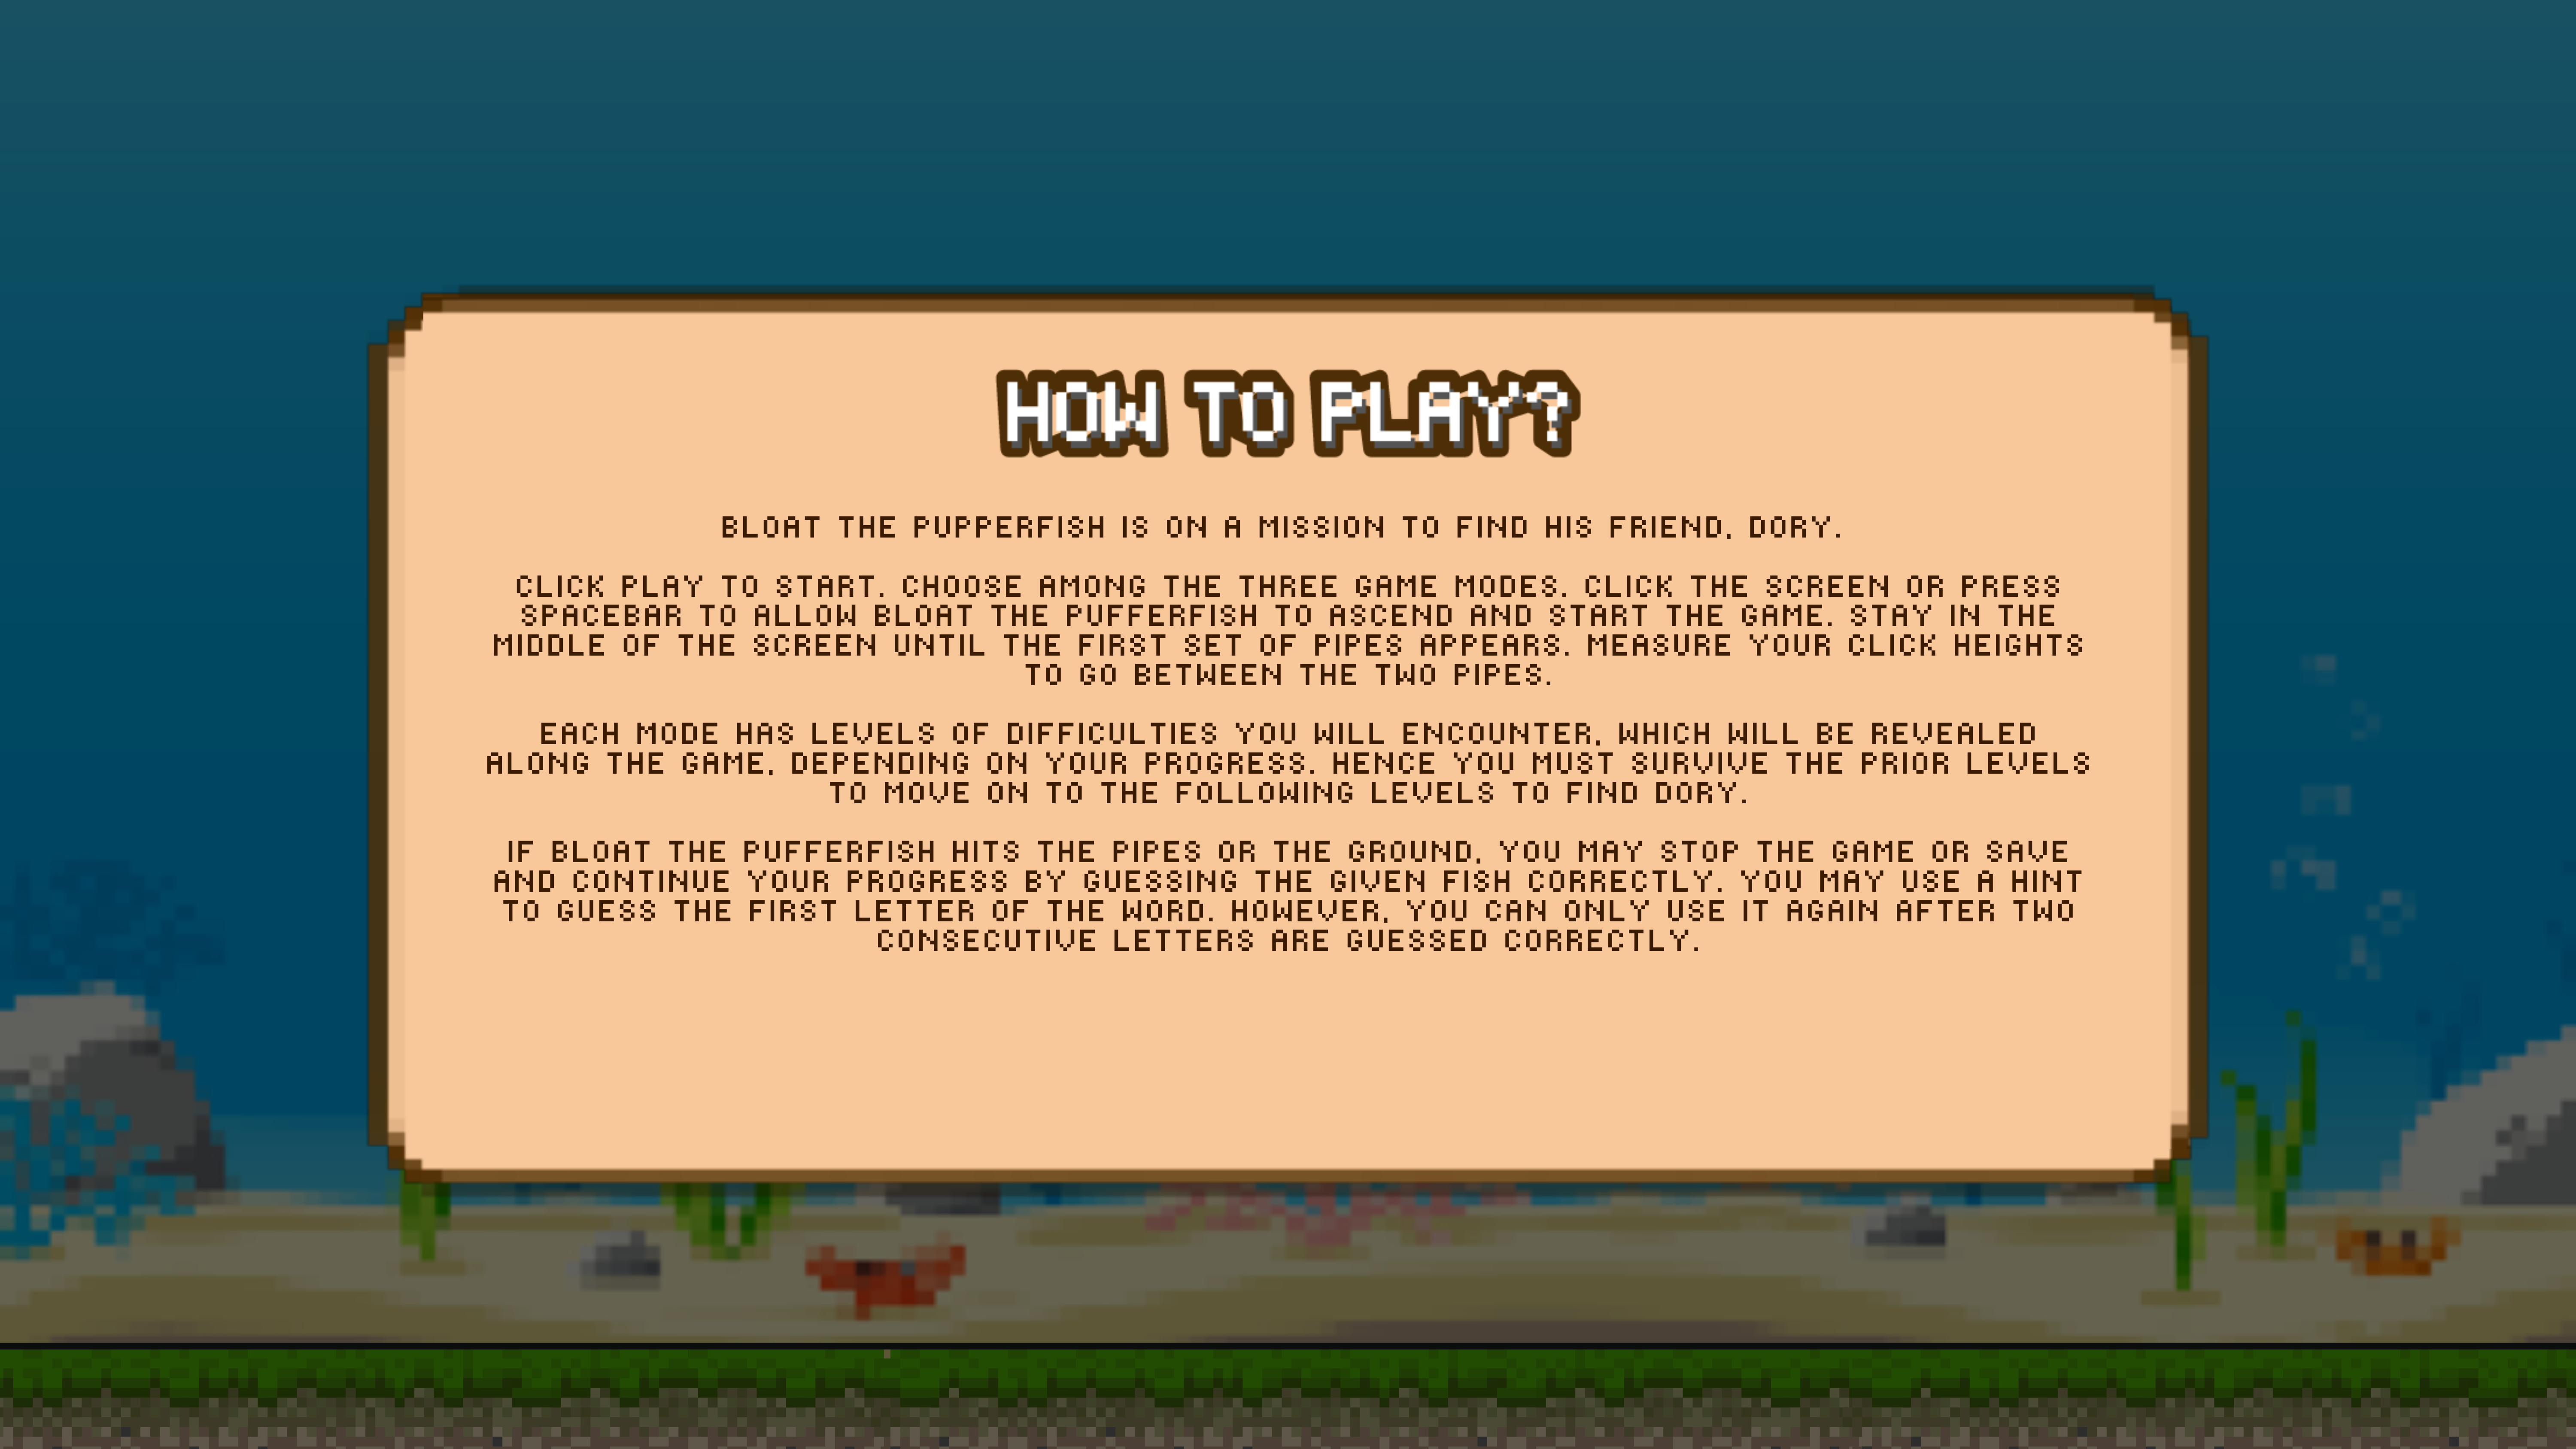 HOW TO PLAY?
BLOAT THE PUPPERFISH IS ON A MISSION TO FIND HIS FRIEND, DORY.
CLICK PLAY TO START. CHOOSE AMONG THE THREE GAME MODES. CLICK THE SCREEN OR PRESS
SPACEBAR TO ALLOW BLOAT THE PUFFERFISH TO ASCEND AND START THE GAME. STAY IN THE
MIDDLE OF THE SCREEN UNTIL THE FIRST SET OF PIPES APPEARS. MEASURE YOUR CLICK HEIGHTS
TO GO BETWEEN THE TWO PIPES.
EACH MODE HAS LEVELS OF DIFFICULTIES YOU WILL ENCOUNTER, WHICH WILL BE REVEALED
ALONG THE GAME, DEPENDING ON YOUR PROGRESS. HENCE YOU MUST SURVIVE THE PRIOR LEVELS
TO MOVE ON TO THE FOLLOWING LEVELS TO FIND DORY.
IF BLOAT THE PUFFERFISH HITS THE PIPES OR THE GROUND, YOU MAY STOP THE GAME OR SAVE
AND CONTINUE YOUR PROGRESS BY GUESSING THE GIVEN FISH CORRECTLY. YOU MAY USE A HINT
TO GUESS THE FIRST LETTER OF THE WORD. HOWEVER, YOU CAN ONLY USE IT AGAIN AFTER TWO
CONSECUTIVE LETTERS ARE GUESSED CORRECTLY.